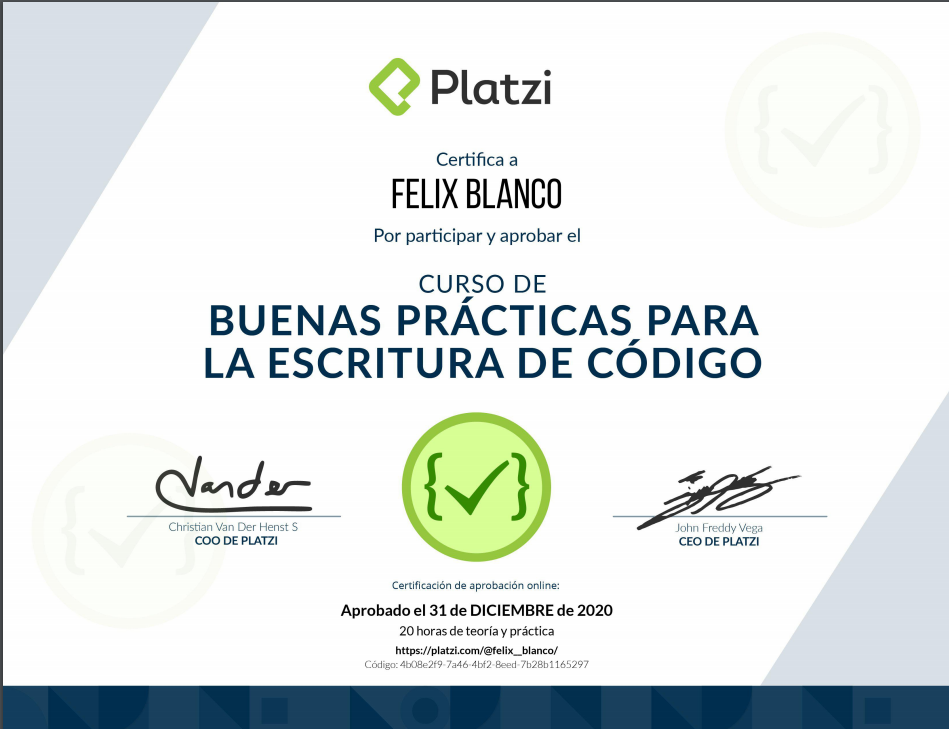 Platzi
Certifica a
FELIX BLANCO
Por participar y aprobar el
CURSO DE
BUENAS PRÁCTICAS PARA
LA ESCRITURA DE CÓDIGO
Vander
Christian Van Der Henst S
COO DE PLATZI
John Freddy Vega
CEO DE PLATZI
Certificación de aprobación online:
Aprobado el 31 de DICIEMBRE de 2020
20 horas de teoría y práctica
https://platzi.com/@felix__blanco/
Código: 4b08e2f9-7a46-4bf2-8eed-7b28b1165297